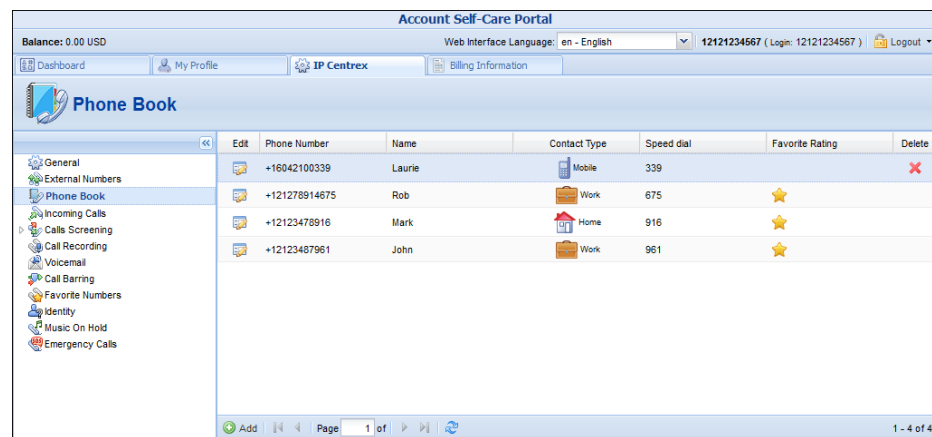 Account Self-Care Portal
Balance: 0.00 USD Web Interface Language: en - English 12121234567 ( Login: 12121234567 ) Logout
Dashboard My Profile IP Centrex Billing Information
Phone Book
Edit Phone Number Name Contact Type Speed dial Favorite Rating Delete
+16042100339 Laurie Mobile 339
+121278914675 Rob Work 675
+12123478916 Mark Home 916
+12123487961 John Work 961
General
External Numbers
Phone Book
Incoming Calls
Calls Screening
Call Recording
Voicemail
Call Barring
Favorite Numbers
Identity
Music On Hold
Emergency Calls
Add Page 1 of 1 - 4 of 4